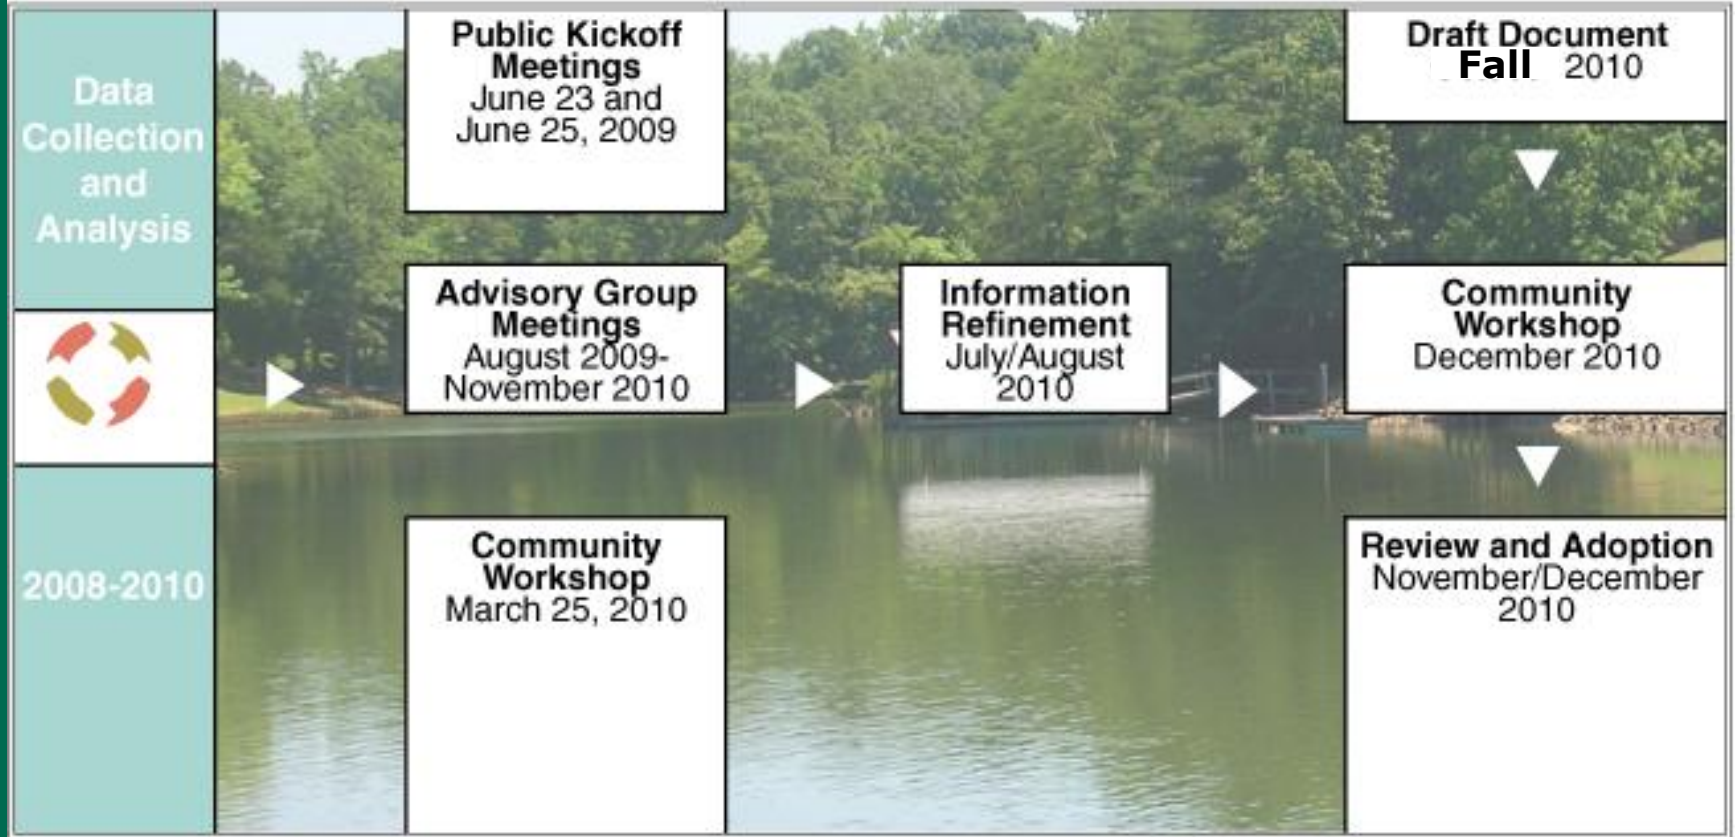 Data
Collection
and
Analysis
2008-2010
Public Kickoff
Meetings
June 23 and
June 25, 2009
Advisory Group
Meetings
August 2009-
November 2010
Community
Workshop
March 25, 2010
Information
Refinement
July/August
2010
Draft Document
Fall 2010
Community
Workshop
December 2010
Review and Adoption
November/December
2010